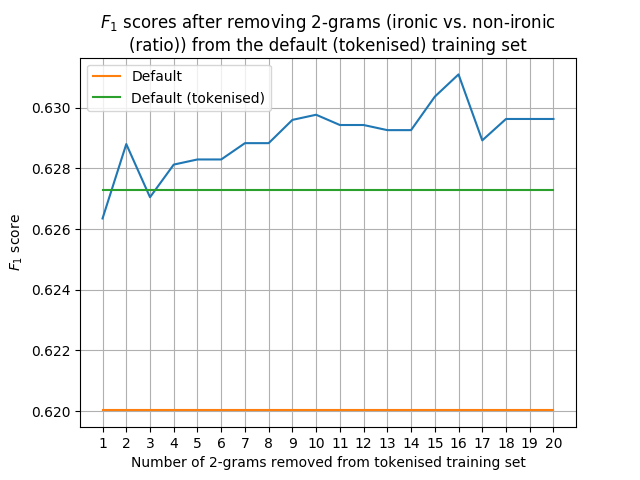 F1 scores after removing 2-grams (ironic vs. non-ironic
(ratio)) from the default (tokenised) training set
Default
Default (tokenised)
0.630
0.628
0.626
0.624
0.622
0.620
F1 score
1 2 3 4 5 6 7 8 9 10 11 12 13 14 15 16 17 18 19 20
Number of 2-grams removed from tokenised training set